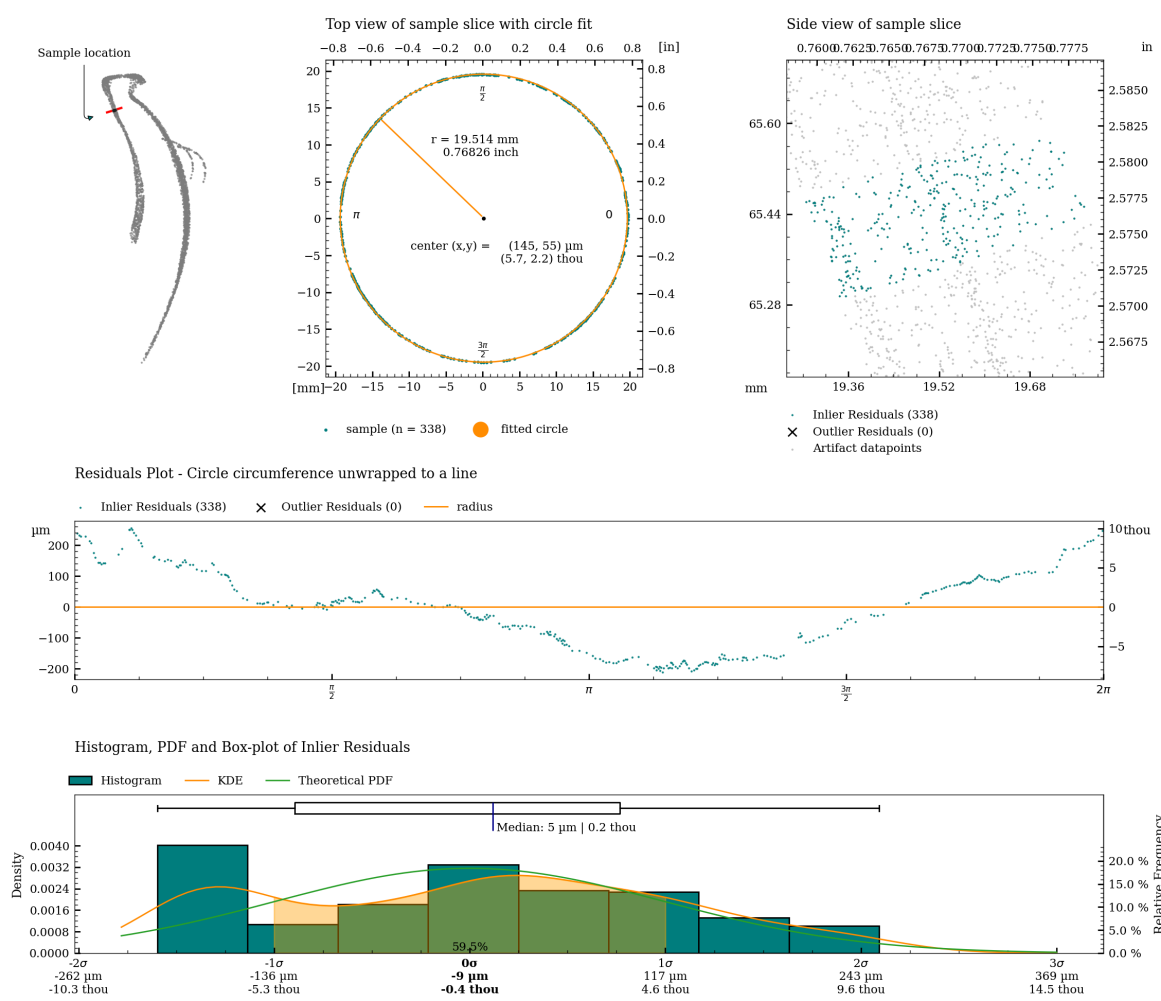 Sample location
Top view of sample slice with circle fit
−0.8 −0.6 −0.4 −0.2 0.0 0.2 0.4 0.6 0.8 [in]
20 15 10 5 0 −5 −10 −15 −20
0.8 0.6 0.4 0.2 0.0 −0.2 −0.4 −0.6 −0.8
π/2
r = 19.514 mm
0.76826 inch
π 0
center (x,y) = (145, 55) µm
(5.7, 2.2) thou
3π/2
[mm] −20 −15 −10 −5 0 5 10 15 20
sample (n = 338) fitted circle
Side view of sample slice
0.7600 0.7625 0.7650 0.7675 0.7700 0.7725 0.7750 0.7775 in
65.60 65.44 65.28
2.5850 2.5825 2.5800 2.5775 2.5750 2.5725 2.5700 2.5675
mm 19.36 19.52 19.68
Inlier Residuals (338)
Outlier Residuals (0)
Artifact datapoints
Residuals Plot - Circle circumference unwrapped to a line
Inlier Residuals (338) Outlier Residuals (0) radius
µm 200 100 0 −100 −200
10 thou 5 0 −5
0 π/2 π 3π/2 2π
Histogram, PDF and Box-plot of Inlier Residuals
Histogram KDE Theoretical PDF
Median: 5 µm | 0.2 thou
Density
0.0040 0.0032 0.0024 0.0016 0.0008 0.0000
20.0 % 15.0 % 10.0 % 5.0 % 0.0 %
Relative Frequency
59.5%
-2σ -1σ 0σ 1σ 2σ 3σ
-262 µm -136 µm -9 µm 117 µm 243 µm 369 µm
-10.3 thou -5.3 thou -0.4 thou 4.6 thou 9.6 thou 14.5 thou